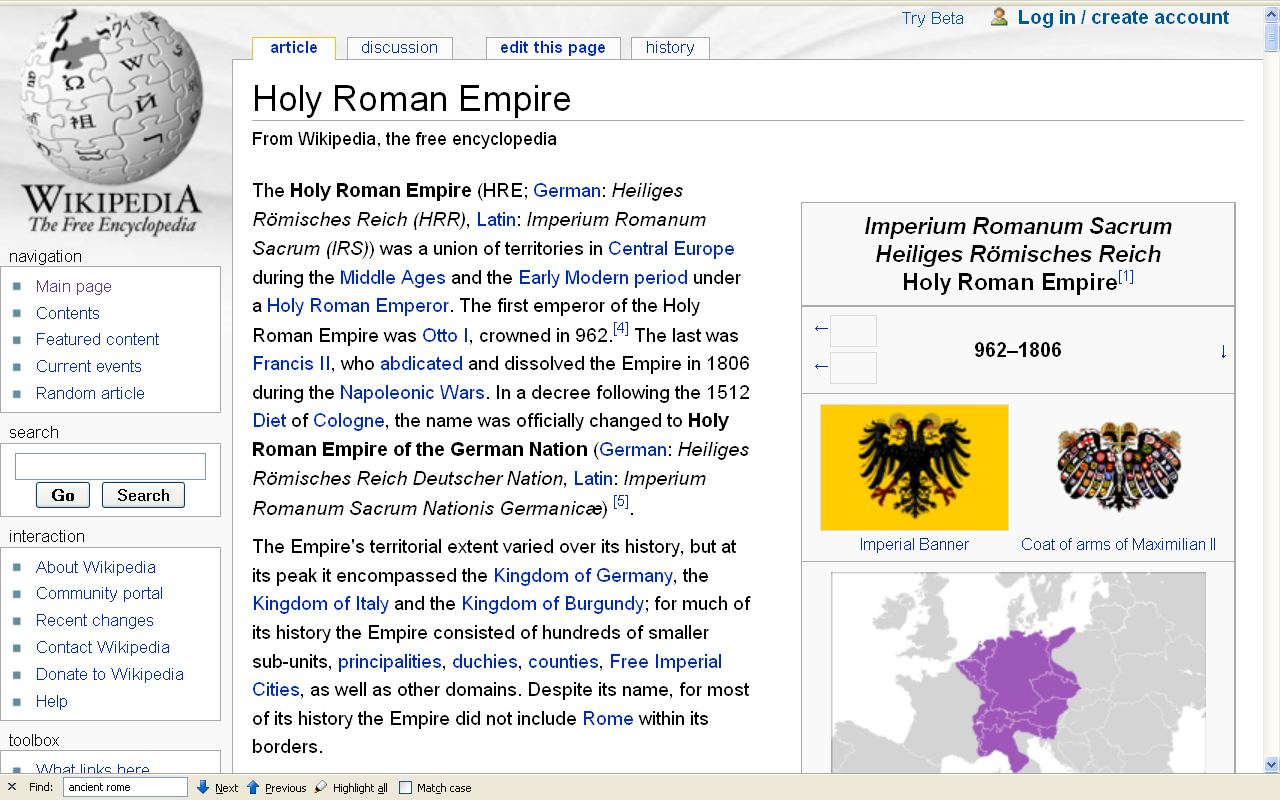 Try Beta
Log in / create account
article
discussion
edit this page
history
WIKIPEDIA
The Free Encyclopedia
navigation
Main page
Contents
Featured content
Current events
Random article
search
Go
Search
interaction
About Wikipedia
Community portal
Recent changes
Contact Wikipedia
Donate to Wikipedia
Help
toolbox
What links here
Holy Roman Empire
From Wikipedia, the free encyclopedia
The Holy Roman Empire (HRE; German: Heiliges
Römisches Reich (HRR), Latin: Imperium Romanum
Sacrum (IRS)) was a union of territories in Central Europe
during the Middle Ages and the Early Modern period under
a Holy Roman Emperor. The first emperor of the Holy
Roman Empire was Otto I, crowned in 962.[4] The last was
Francis II, who abdicated and dissolved the Empire in 1806
during the Napoleonic Wars. In a decree following the 1512
Diet of Cologne, the name was officially changed to Holy
Roman Empire of the German Nation (German: Heiliges
Römisches Reich Deutscher Nation, Latin: Imperium
Romanum Sacrum Nationis Germanicæ) [5].
The Empire's territorial extent varied over its history, but at
its peak it encompassed the Kingdom of Germany, the
Kingdom of Italy and the Kingdom of Burgundy; for much of
its history the Empire consisted of hundreds of smaller
sub-units, principalities, duchies, counties, Free Imperial
Cities, as well as other domains. Despite its name, for most
of its history the Empire did not include Rome within its
borders.
Imperium Romanum Sacrum
Heiliges Römisches Reich
Holy Roman Empire[1]
←
←
962–1806
↓
Imperial Banner
Coat of arms of Maximilian II
Find:
ancient rome
Next
Previous
Highlight all
Match case